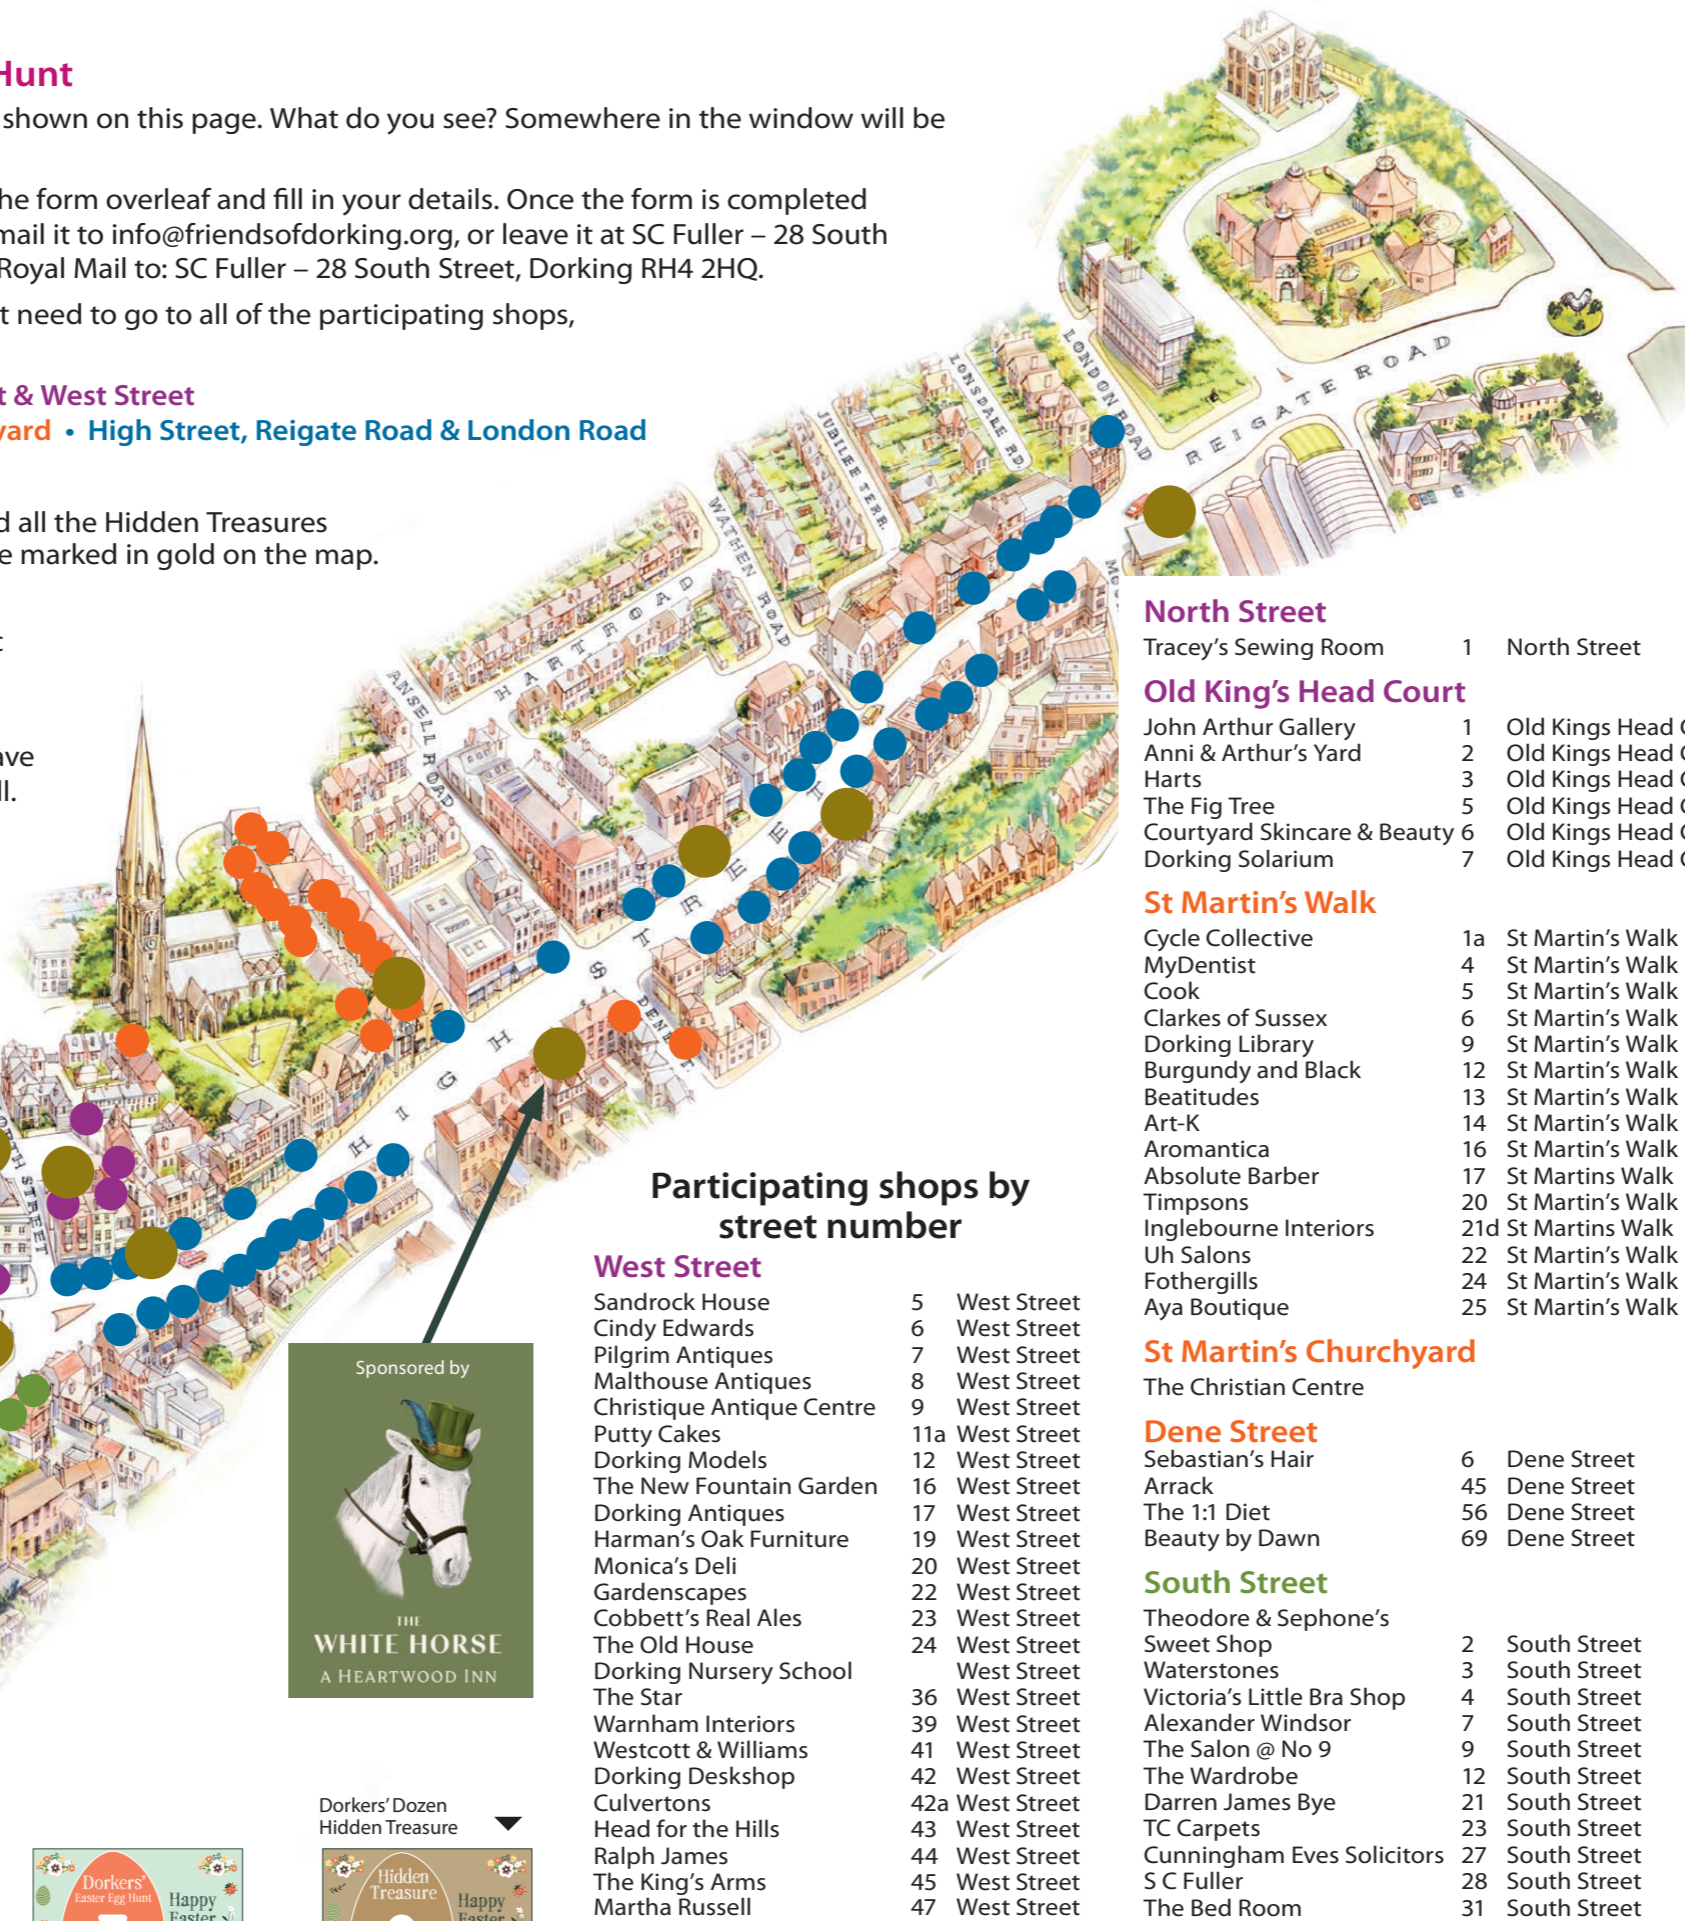 Hunt
shown on this page. What do you see? Somewhere in the window will be
he form overleaf and fill in your details. Once the form is completed
mail it to info@friendsofdorking.org, or leave it at SC Fuller – 28 South
Royal Mail to: SC Fuller – 28 South Street, Dorking RH4 2HQ.
t need to go to all of the participating shops,
t & West Street
yard • High Street, Reigate Road & London Road
d all the Hidden Treasures
e marked in gold on the map.
ave
ll.
LONDON ROAD
REIGATE ROAD
LONSDALE RD.
JUBILEE TERR.
WATHEN ROAD
HART ROAD
ANSELL ROAD
HIGH STREET
DENE
NORTH STREET
Participating shops by
street number
West Street
Sandrock House 5 West Street
Cindy Edwards 6 West Street
Pilgrim Antiques 7 West Street
Malthouse Antiques 8 West Street
Christique Antique Centre 9 West Street
Putty Cakes 11a West Street
Dorking Models 12 West Street
The New Fountain Garden 16 West Street
Dorking Antiques 17 West Street
Harman's Oak Furniture 19 West Street
Monica's Deli 20 West Street
Gardenscapes 22 West Street
Cobbett's Real Ales 23 West Street
The Old House 24 West Street
Dorking Nursery School West Street
The Star 36 West Street
Warnham Interiors 39 West Street
Westcott & Williams 41 West Street
Dorking Deskshop 42 West Street
Culvertons 42a West Street
Head for the Hills 43 West Street
Ralph James 44 West Street
The King's Arms 45 West Street
Martha Russell 47 West Street
North Street
Tracey's Sewing Room 1 North Street
Old King's Head Court
John Arthur Gallery 1 Old Kings Head C
Anni & Arthur's Yard 2 Old Kings Head C
Harts 3 Old Kings Head C
The Fig Tree 5 Old Kings Head C
Courtyard Skincare & Beauty 6 Old Kings Head C
Dorking Solarium 7 Old Kings Head C
St Martin's Walk
Cycle Collective 1a St Martin's Walk
MyDentist 4 St Martin's Walk
Cook 5 St Martin's Walk
Clarkes of Sussex 6 St Martin's Walk
Dorking Library 9 St Martin's Walk
Burgundy and Black 12 St Martin's Walk
Beatitudes 13 St Martin's Walk
Art-K 14 St Martin's Walk
Aromantica 16 St Martin's Walk
Absolute Barber 17 St Martins Walk
Timpsons 20 St Martin's Walk
Inglebourne Interiors 21d St Martins Walk
Uh Salons 22 St Martin's Walk
Fothergills 24 St Martin's Walk
Aya Boutique 25 St Martin's Walk
St Martin's Churchyard
The Christian Centre
Dene Street
Sebastian's Hair 6 Dene Street
Arrack 45 Dene Street
The 1:1 Diet 56 Dene Street
Beauty by Dawn 69 Dene Street
South Street
Theodore & Sephone's
Sweet Shop 2 South Street
Waterstones 3 South Street
Victoria's Little Bra Shop 4 South Street
Alexander Windsor 7 South Street
The Salon @ No 9 9 South Street
The Wardrobe 12 South Street
Darren James Bye 21 South Street
TC Carpets 23 South Street
Cunningham Eves Solicitors 27 South Street
S C Fuller 28 South Street
The Bed Room 31 South Street
Sponsored by
THE
WHITE HORSE
A HEARTWOOD INN
Dorkers' Dozen
Hidden Treasure
Dorkers'
Easter Egg Hunt
Happy
Easter
Hidden
Treasure
Happy
Easter